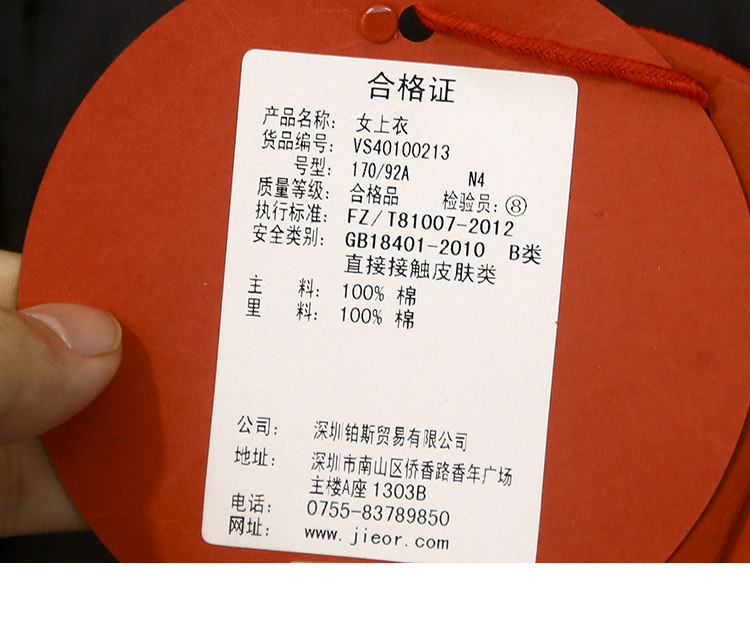 合格证
产品名称: 女上衣
货品编号: VS40100213
号型: 170/92A N4
质量等级: 合格品 检验员: ⑧
执行标准: FZ/T81007-2012
安全类别: GB18401-2010 B类
直接接触皮肤类
主 料: 100% 棉
里 料: 100% 棉
公司: 深圳铂斯贸易有限公司
地址: 深圳市南山区侨香路香年广场
主楼A座1303B
电话: 0755-83789850
网址: www.jieor.com